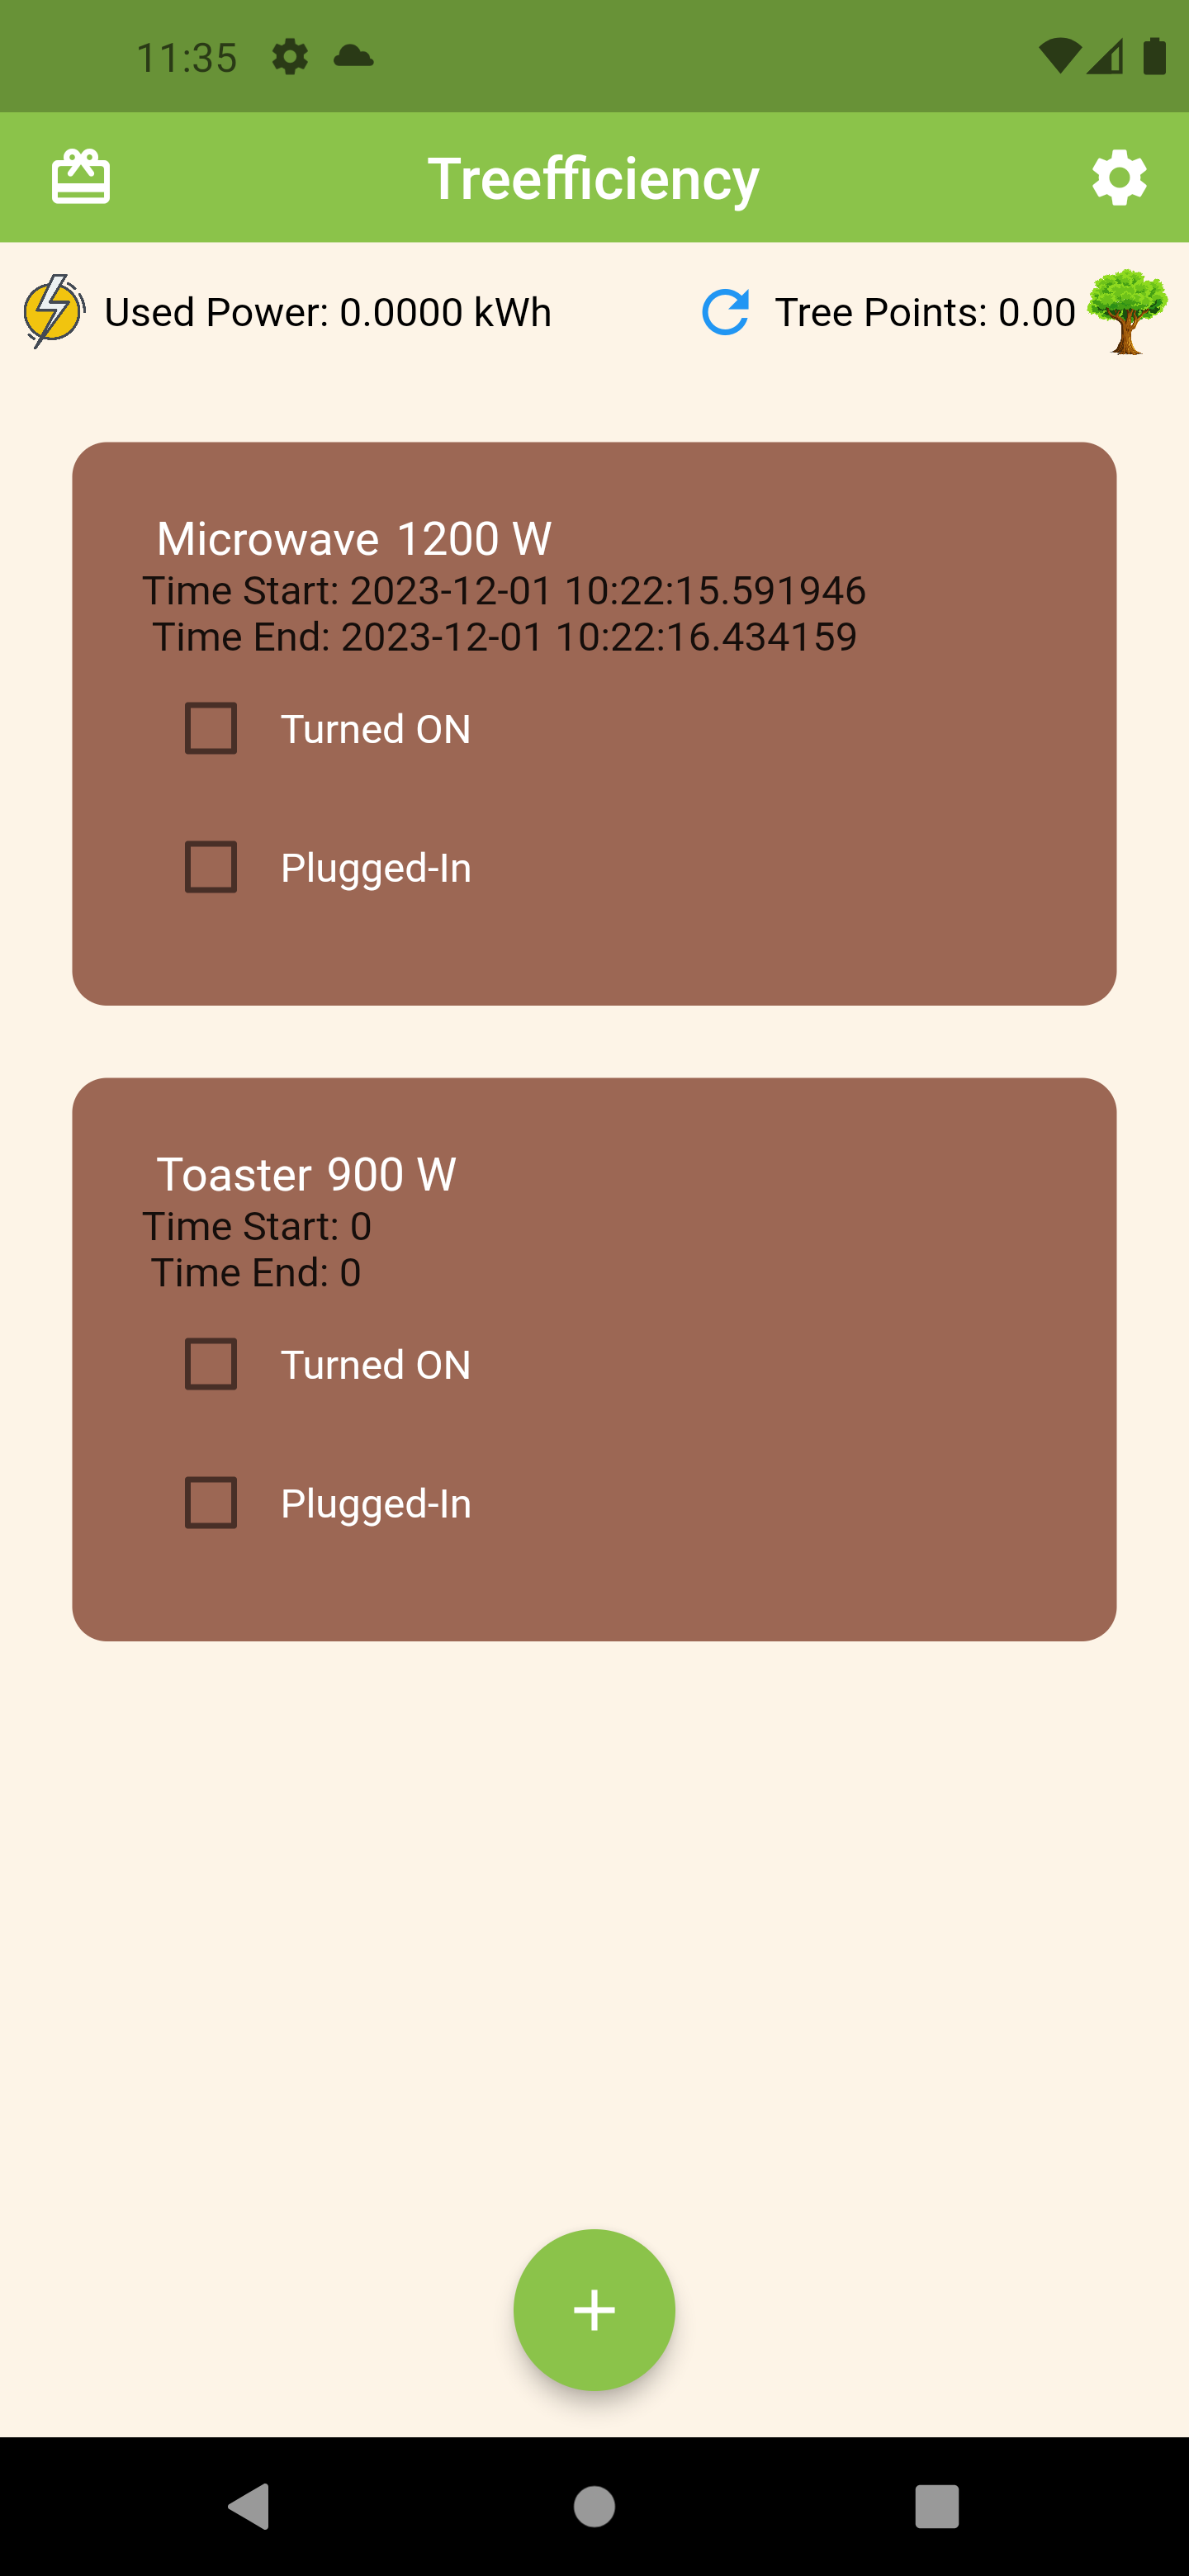 11:35
Treefficiency
Used Power: 0.0000 kWh
Tree Points: 0.00
Microwave 1200 W
Time Start: 2023-12-01 10:22:15.591946
Time End: 2023-12-01 10:22:16.434159
Turned ON
Plugged-In
Toaster 900 W
Time Start: 0
Time End: 0
Turned ON
Plugged-In